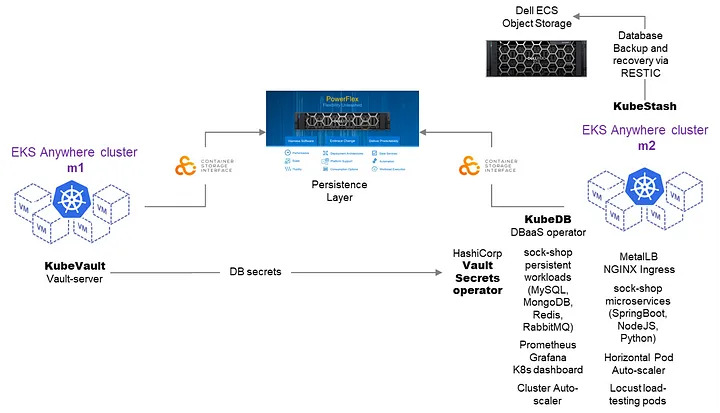 Dell ECS
Object Storage
Database
Backup and
recovery via
RESTIC
KubeStash
PowerFlex
EKS Anywhere cluster
m1
VM
VM
VM
VM
CONTAINER
STORAGE
INTERFACE
Persistence
Layer
CONTAINER
STORAGE
INTERFACE
EKS Anywhere cluster
m2
VM
VM
VM
VM
KubeVault
Vault-server
DB secrets
HashiCorp
Vault
Secrets
operator
KubeDB
DBaaS operator
sock-shop
persistent
workloads
(MySQL,
MongoDB,
Redis,
RabbitMQ)
Prometheus
Grafana
K8s dashboard
Cluster Auto-
scaler
MetalLB
NGINX Ingress
sock-shop
microservices
(SpringBoot,
NodeJS,
Python)
Horizontal Pod
Auto-scaler
Locust load-
testing pods